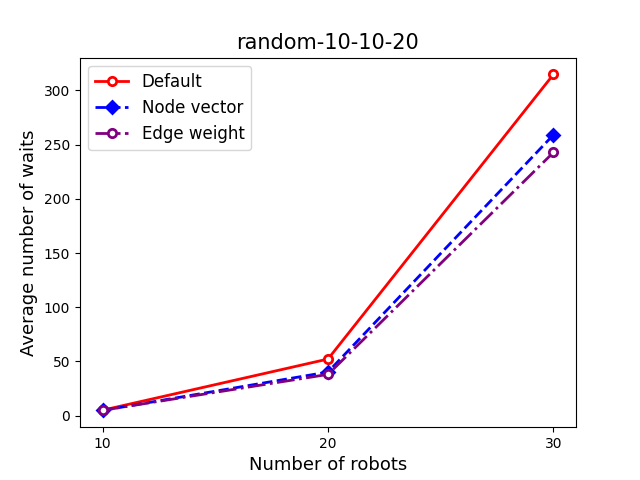 random-10-10-20
Default
Node vector
Edge weight
Average number of waits
300
250
200
150
100
50
0
10 20 30
Number of robots